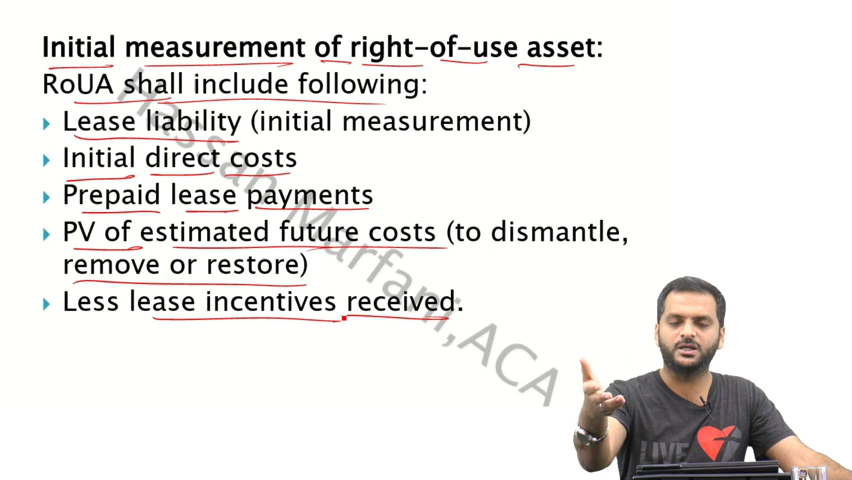 Initial measurement of right-of-use asset:
RoUA shall include following:
Lease liability (initial measurement)
Initial direct costs
Prepaid lease payments
PV of estimated future costs (to dismantle,
remove or restore)
Less lease incentives received.
Hassan Marfani,ACA
LIVE